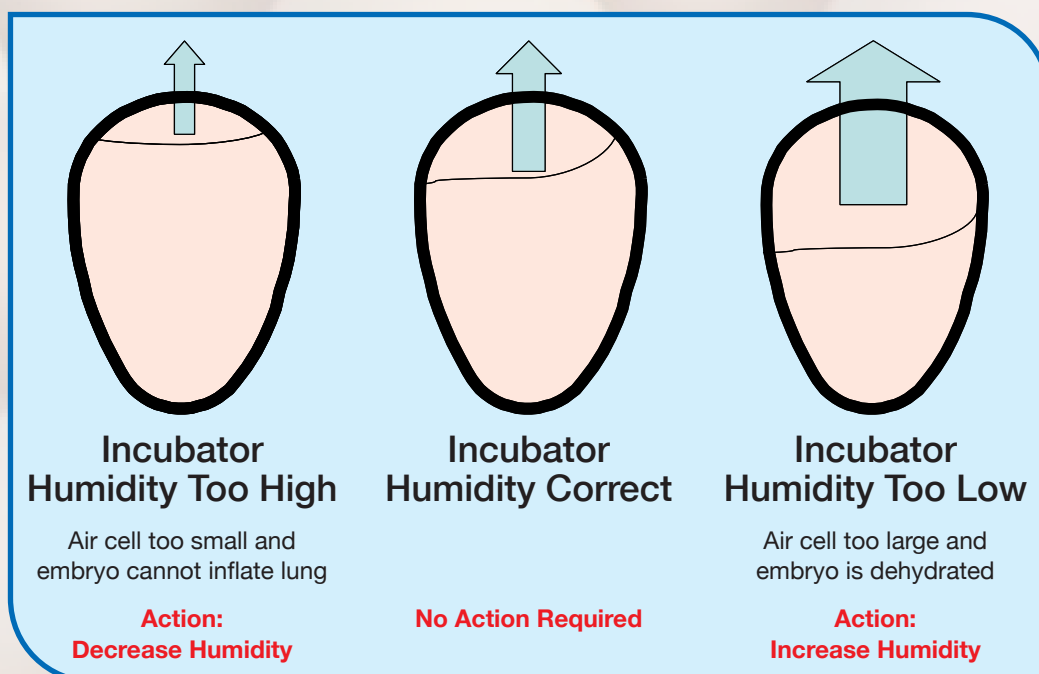 Incubator
Humidity Too High
Air cell too small and
embryo cannot inflate lung
Action:
Decrease Humidity
Incubator
Humidity Correct
No Action Required
Incubator
Humidity Too Low
Air cell too large and
embryo is dehydrated
Action:
Increase Humidity